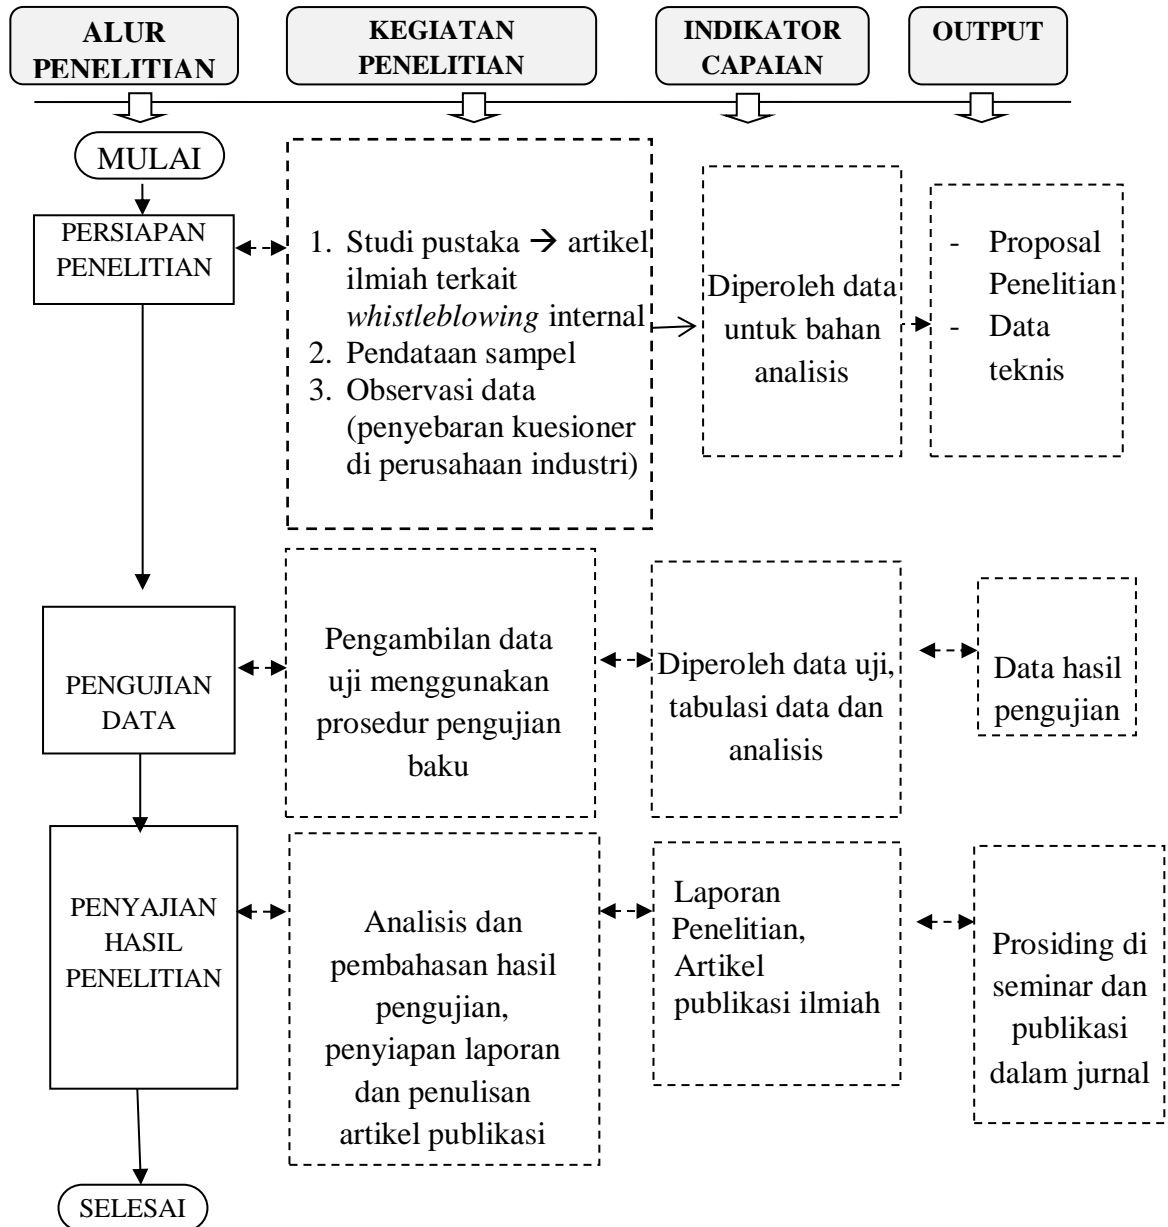 ALUR
PENELITIAN
KEGIATAN
PENELITIAN
INDIKATOR
CAPAIAN
OUTPUT
MULAI
PERSIAPAN
PENELITIAN
1. Studi pustaka → artikel
ilmiah terkait
whistleblowing internal
2. Pendataan sampel
3. Observasi data
(penyebaran kuesioner
di perusahaan industri)
Diperoleh data
untuk bahan
analisis
- Proposal
Penelitian
- Data
teknis
PENGUJIAN
DATA
Pengambilan data
uji menggunakan
prosedur pengujian
baku
Diperoleh data uji,
tabulasi data dan
analisis
Data hasil
pengujian
PENYAJIAN
HASIL
PENELITIAN
Analisis dan
pembahasan hasil
pengujian,
penyiapan laporan
dan penulisan
artikel publikasi
Laporan
Penelitian,
Artikel
publikasi ilmiah
Prosiding di
seminar dan
publikasi
dalam jurnal
SELESAI